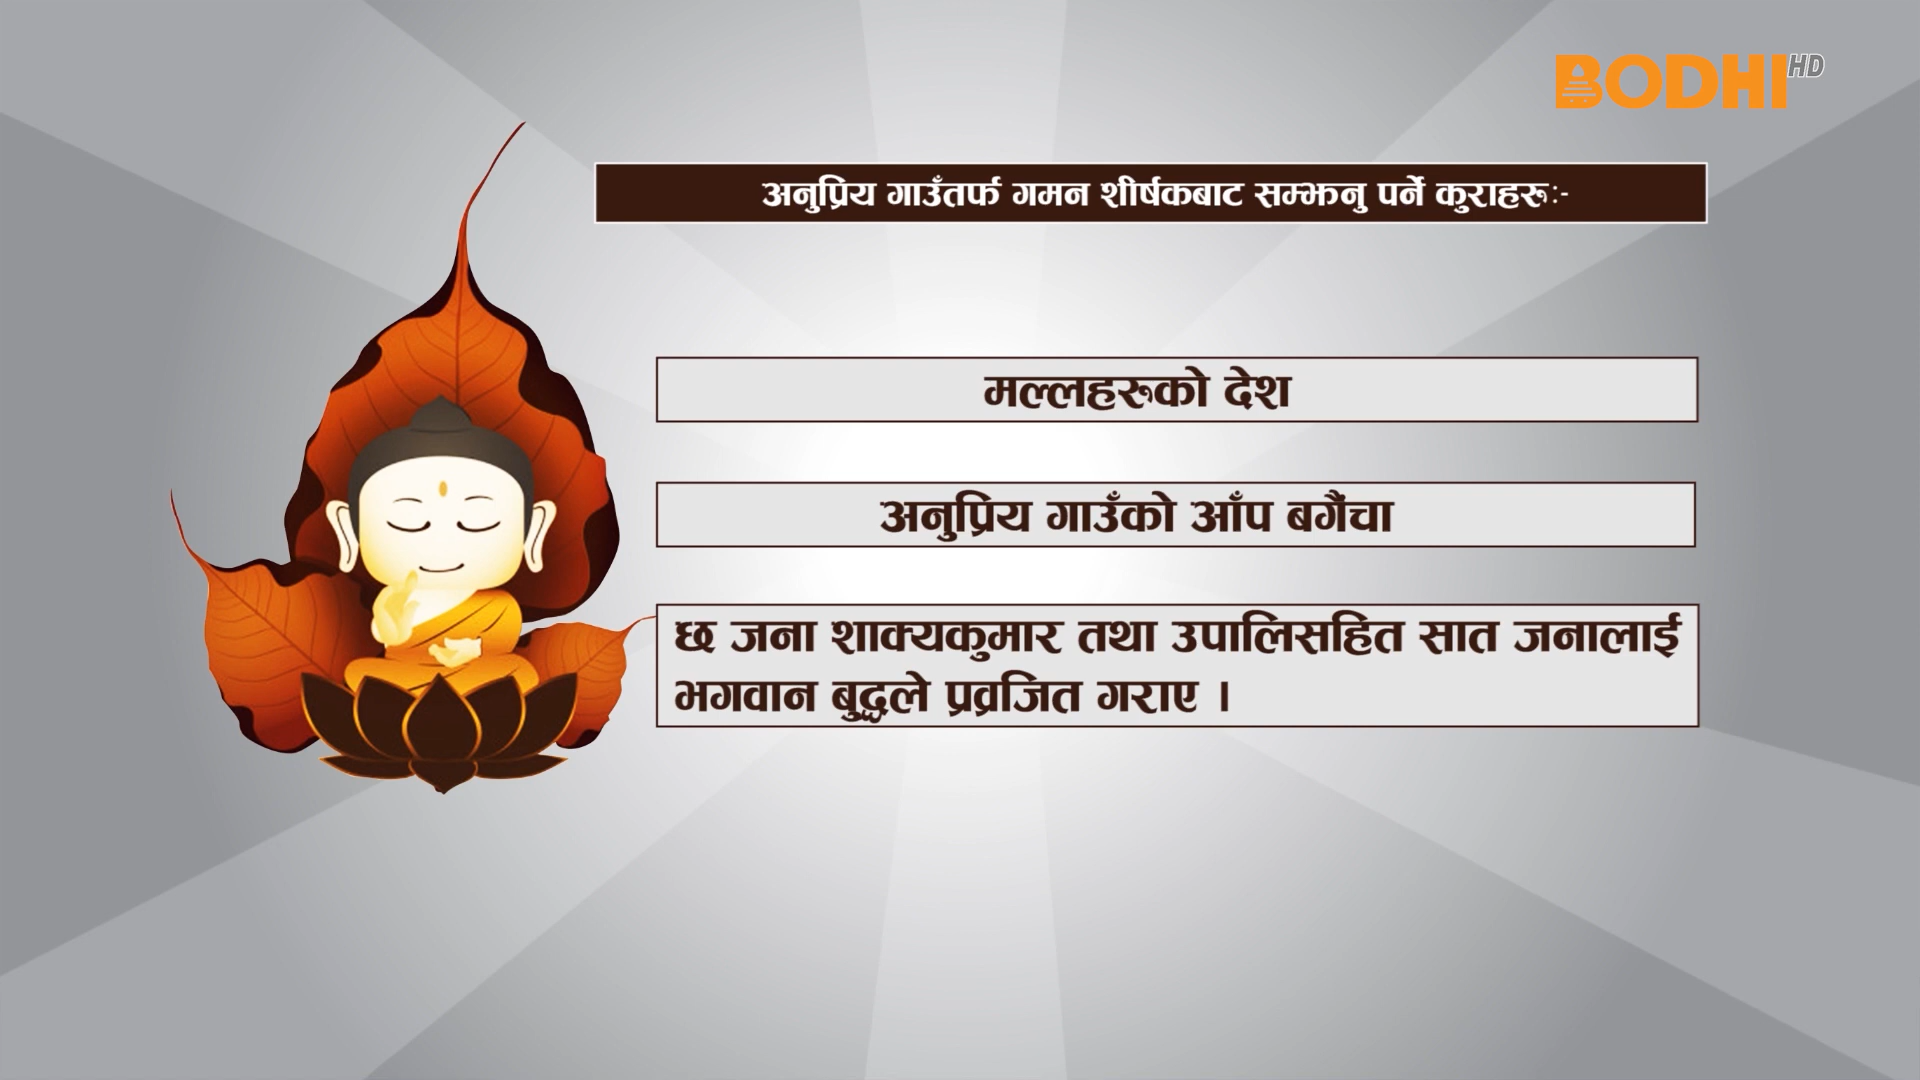 BODHI HD
अनुप्रिय गाउँतर्फ गमन शीर्षकबाट सम्झनु पर्ने कुराहरू:-
मल्लहरुको देश
अनुप्रिय गाउँको आँप बगैंचा
छ जना शाक्यकुमार तथा उपालिसहित सात जनालाई
भगवान बुद्धले प्रव्रजित गराए ।